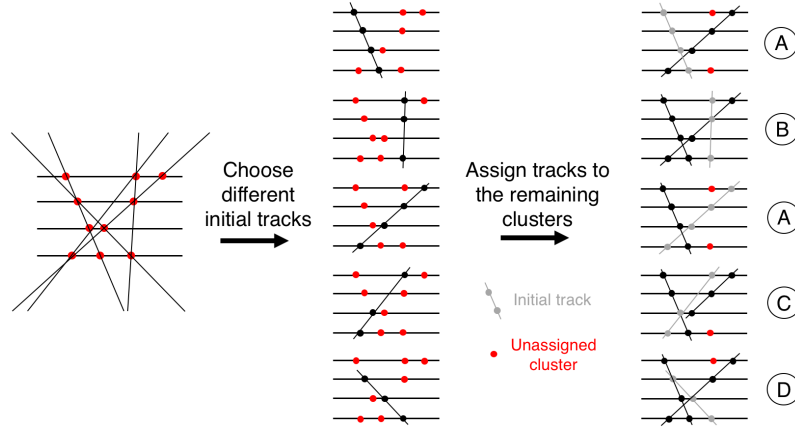 Choose
different
initial tracks
Assign tracks to
the remaining
clusters
Initial track
Unassigned
cluster
A
B
A
C
D